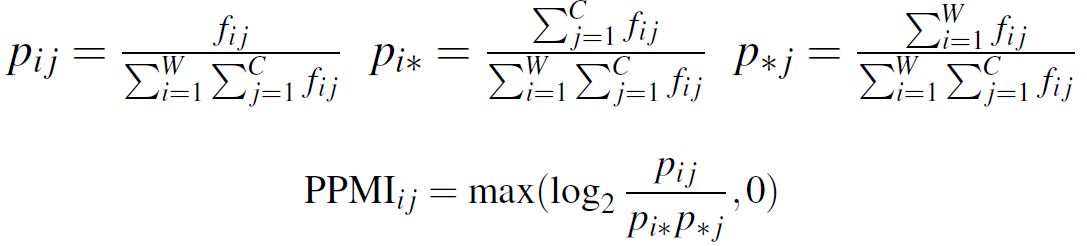 p_{ij} = \frac{f_{ij}}{\sum_{i=1}^{W} \sum_{j=1}^{C} f_{ij}} p_{i*} = \frac{\sum_{j=1}^{C} f_{ij}}{\sum_{i=1}^{W} \sum_{j=1}^{C} f_{ij}} p_{*j} = \frac{\sum_{i=1}^{W} f_{ij}}{\sum_{i=1}^{W} \sum_{j=1}^{C} f_{ij}}
PPMI_{ij} = max(log_2 \frac{p_{ij}}{p_{i*} p_{*j}}, 0)